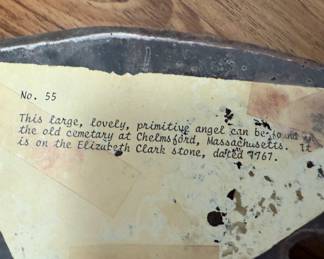 No. 55
This large, lovely, primitive angel can be found in
the old cemetary at Chelmsford, Massachusetts. It
is on the Elizabeth Clark stone, dated 1767.